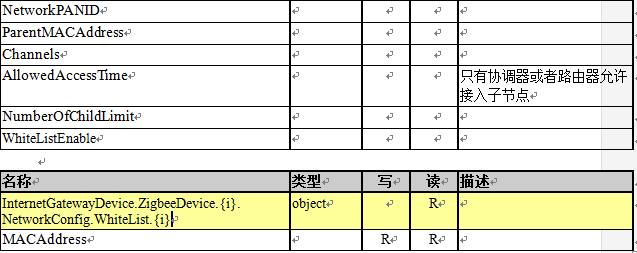 NetworkPANID
ParentMACAddress
Channels
AllowedAccessTime 只有协调器或者路由器允许
接入子节点
NumberOfChildLimit
WhiteListEnable
名称 类型 写 读 描述
InternetGatewayDevice.ZigbeeDevice.{i}. object R
NetworkConfig.WhiteList.{i}
MACAddress R R